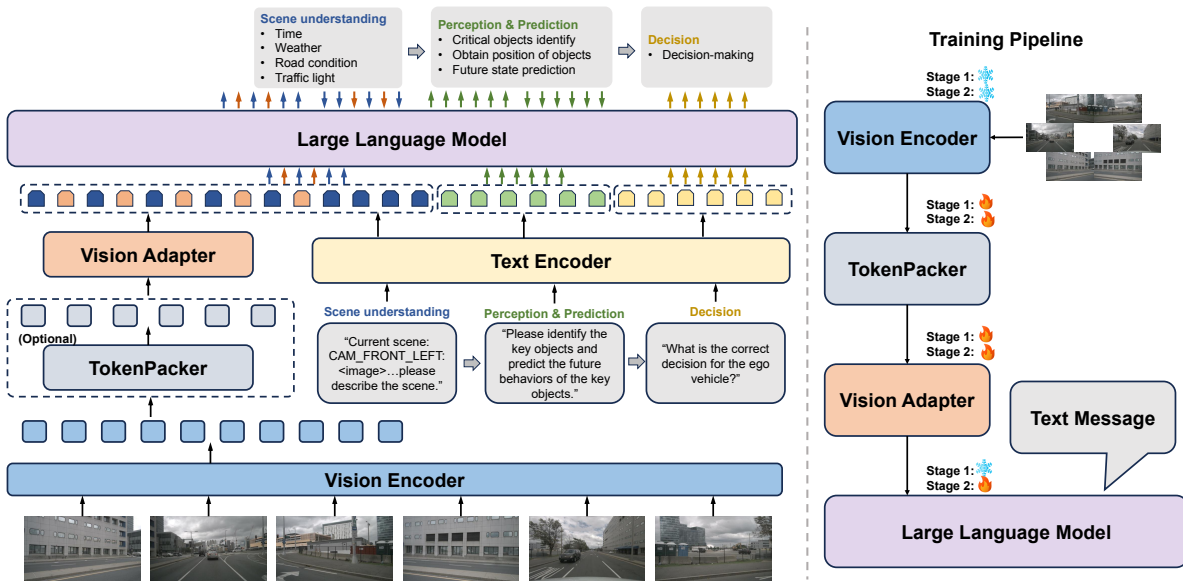 Scene understanding
• Time
• Weather
• Road condition
• Traffic light
Perception & Prediction
• Critical objects identify
• Obtain position of objects
• Future state prediction
Decision
• Decision-making
Large Language Model
Vision Adapter
Text Encoder
(Optional)
TokenPacker
Scene understanding
“Current scene:
CAM_FRONT_LEFT:
<image>…please
describe the scene.”
Perception & Prediction
“Please identify the
key objects and
predict the future
behaviors of the key
objects.”
Decision
“What is the correct
decision for the ego
vehicle?”
Vision Encoder
Training Pipeline
Stage 1:
Stage 2:
Vision Encoder
Stage 1:
Stage 2:
TokenPacker
Stage 1:
Stage 2:
Vision Adapter
Text Message
Stage 1:
Stage 2:
Large Language Model